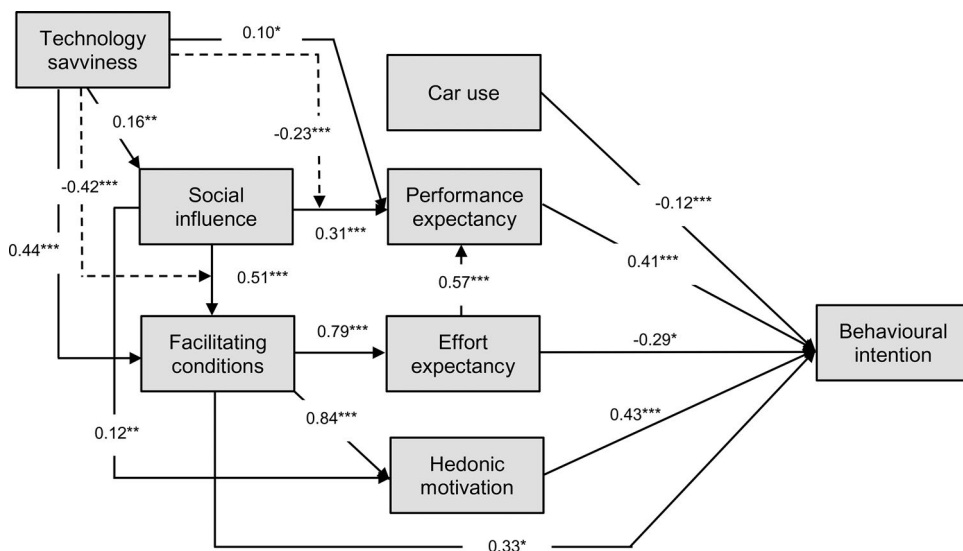 Technology
savviness
0.10*
Car use
0.16**
-0.23***
-0.42***
Social
influence
Performance
expectancy
-0.12***
0.31***
0.41***
0.44***
0.51***
0.57***
Facilitating
conditions
0.79***
Effort
expectancy
-0.29*
Behavioural
intention
0.84***
0.43***
0.12**
Hedonic
motivation
0.33*